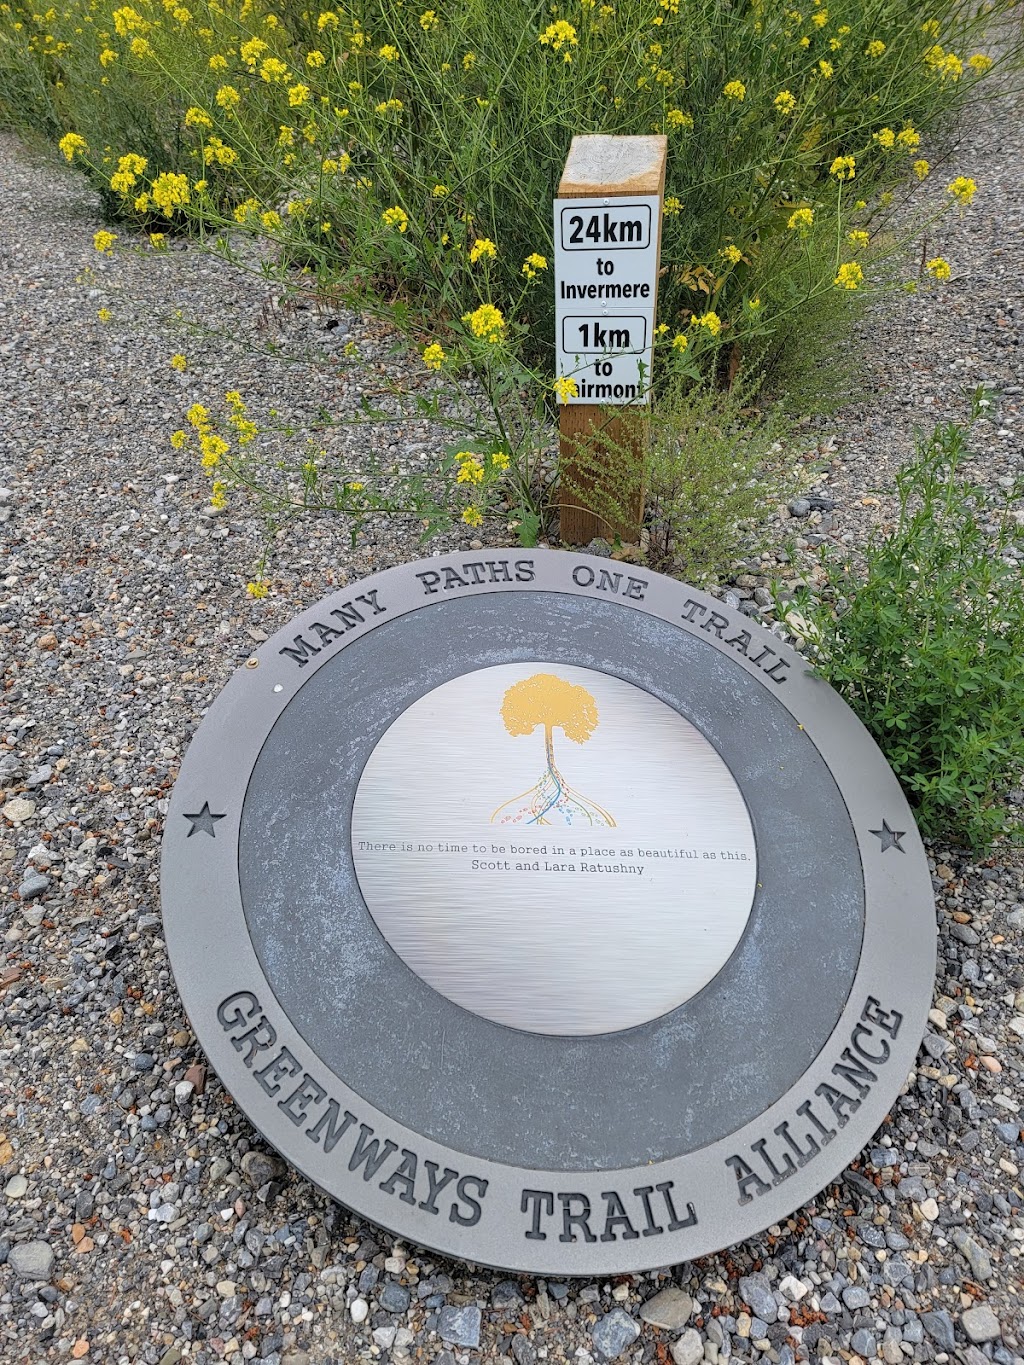 24km
to
Invermere
1km
to
airmont
MANY PATHS ONE TRAIL
There is no time to be bored in a place as beautiful as this.
Scott and Lara Ratushny
GREENWAYS TRAIL ALLIANCE